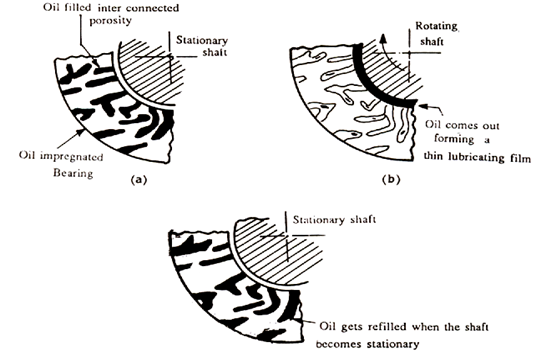 Oil filled inter connected
porosity
Stationary
shaft
Oil impregnated
Bearing
(a)
Rotating
shaft
Oil comes out
forming a
thin lubricating film
(b)
Stationary shaft
Oil gets refilled when the shaft
becomes stationary